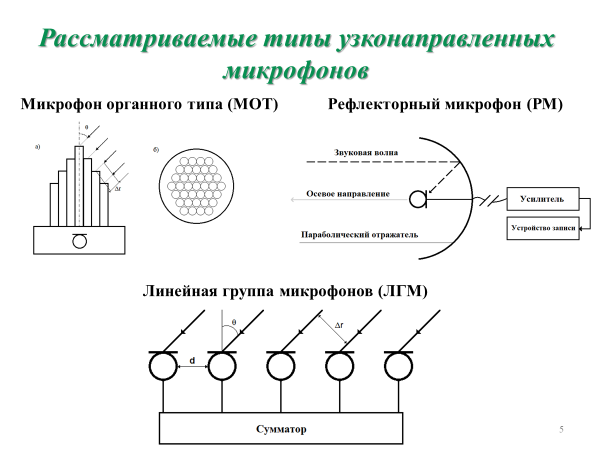 Рассматриваемые типы узконаправленных
микрофонов
Микрофон органного типа (МОТ)
Рефлекторный микрофон (РМ)
а)
θ
Δr
б)
Звуковая волна
Осевое направление
Параболический отражатель
Усилитель
Устройство записи
Линейная группа микрофонов (ЛГМ)
θ
Δr
d
Сумматор
5